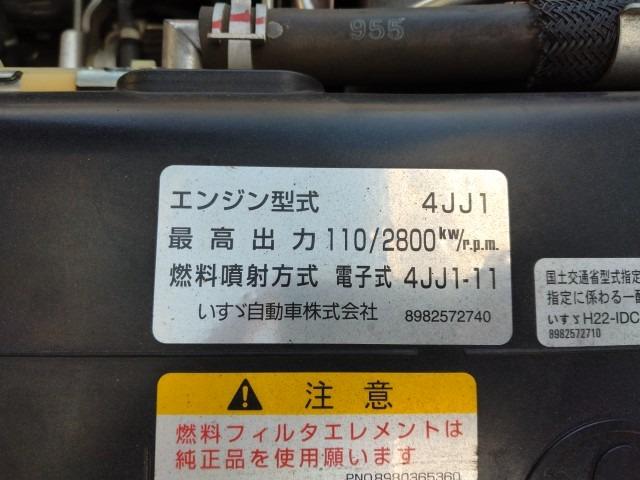 955
エンジン型式 4JJ1
最高出力 110/2800kW/r.p.m.
燃料噴射方式 電子式 4JJ1-11
いすゞ自動車株式会社 8982572740
国土交通省型式指定
指定に係わる一酸
いすゞH22-IDC
8982572710
注意
燃料フィルタエレメントは
純正品を使用願います
PNO8980365360